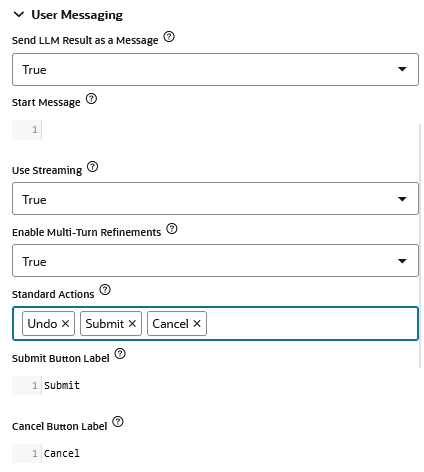 User Messaging
Send LLM Result as a Message
True
Start Message
1
Use Streaming
True
Enable Multi-Turn Refinements
True
Standard Actions
Undo × Submit × Cancel ×
Submit Button Label
1 Submit
Cancel Button Label
1 Cancel